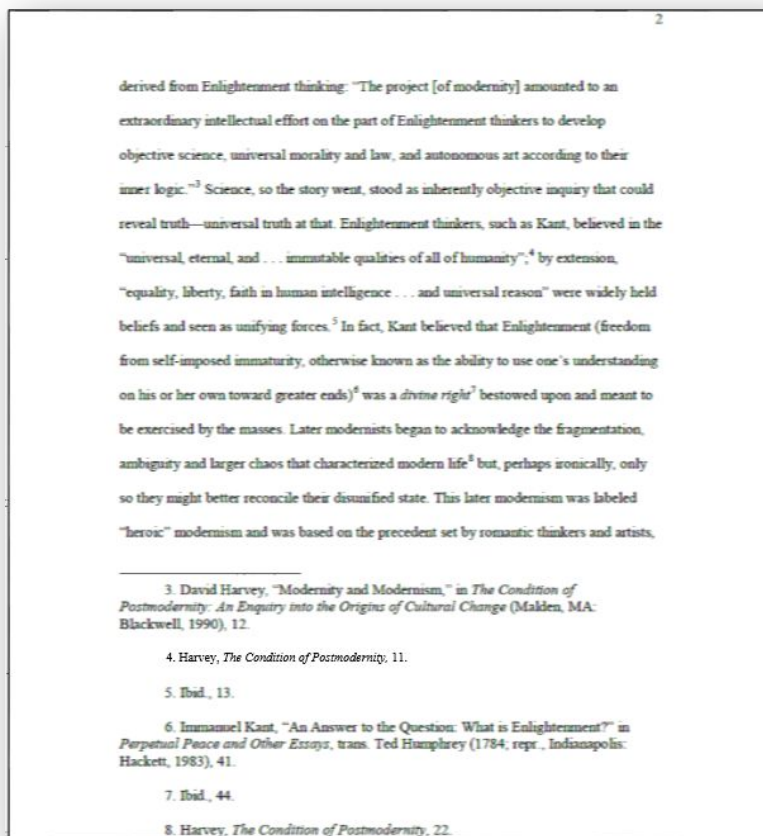 2
derived from Enlightenment thinking: “The project [of modernity] amounted to an
extraordinary intellectual effort on the part of Enlightenment thinkers to develop
objective science, universal morality and law, and autonomous art according to their
inner logic.”³ Science, so the story went, stood as inherently objective inquiry that could
reveal truth—universal truth at that. Enlightenment thinkers, such as Kant, believed in the
“universal, eternal, and . . . immutable qualities of all of humanity”;⁴ by extension,
“equality, liberty, faith in human intelligence . . . and universal reason” were widely held
beliefs and seen as unifying forces.⁵ In fact, Kant believed that Enlightenment (freedom
from self-imposed immaturity, otherwise known as the ability to use one’s understanding
on his or her own toward greater ends)⁶ was a divine right⁷ bestowed upon and meant to
be exercised by the masses. Later modernists began to acknowledge the fragmentation,
ambiguity and larger chaos that characterized modern life⁸ but, perhaps ironically, only
so they might better reconcile their disunified state. This later modernism was labeled
“heroic” modernism and was based on the precedent set by romantic thinkers and artists,
3. David Harvey, “Modernity and Modernism,” in The Condition of
Postmodernity: An Enquiry into the Origins of Cultural Change (Malden, MA:
Blackwell, 1990), 12.
4. Harvey, The Condition of Postmodernity, 11.
5. Ibid., 13.
6. Immanuel Kant, “An Answer to the Question: What is Enlightenment?” in
Perpetual Peace and Other Essays, trans. Ted Humphrey (1784; repr., Indianapolis:
Hackett, 1983), 41.
7. Ibid., 44.
8. Harvey, The Condition of Postmodernity, 22.